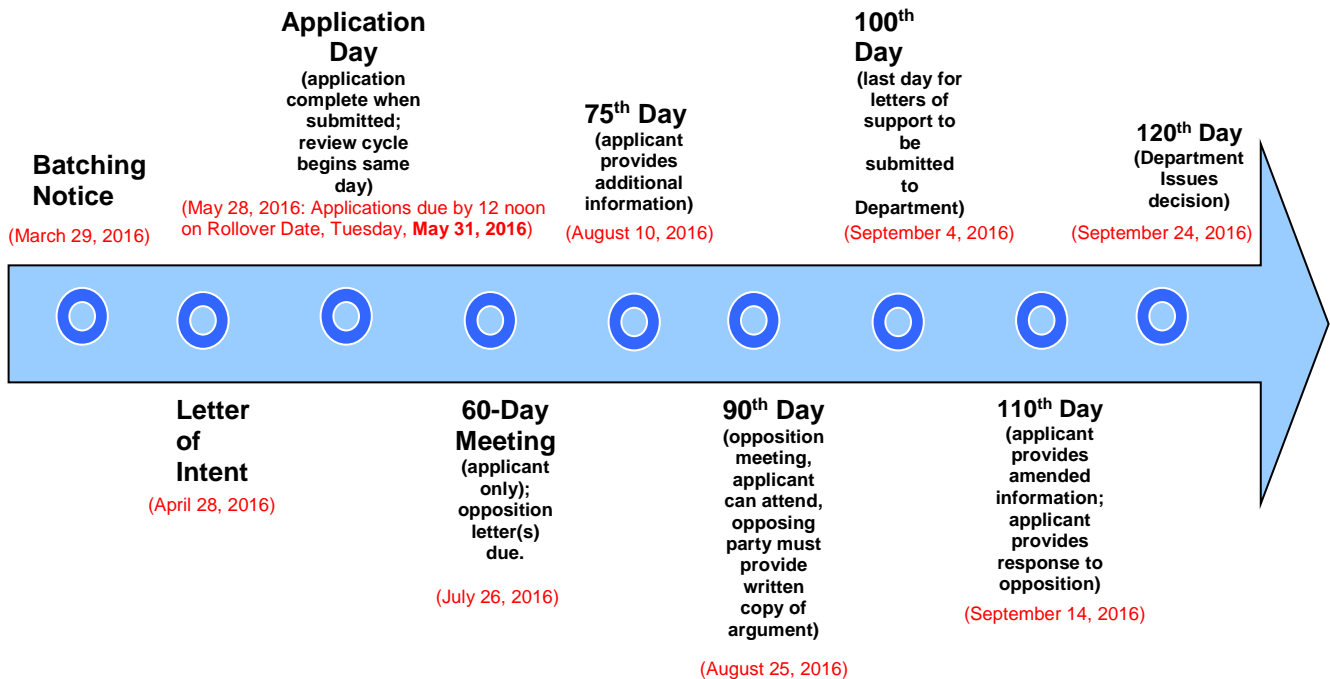 Batching
Notice
(March 29, 2016)
Letter
of
Intent
(April 28, 2016)
Application
Day
(application
complete when
submitted;
review cycle
begins same
day)
(May 28, 2016: Applications due by 12 noon
on Rollover Date, Tuesday, May 31, 2016)
60-Day
Meeting
(applicant
only);
opposition
letter(s)
due.
(July 26, 2016)
75th Day
(applicant
provides
additional
information)
(August 10, 2016)
90th Day
(opposition
meeting,
applicant
can attend,
opposing
party must
provide
written
copy of
argument)
(August 25, 2016)
100th
Day
(last day for
letters of
support to
be
submitted
to
Department)
(September 4, 2016)
110th Day
(applicant
provides
amended
information;
applicant
provides
response to
opposition)
(September 14, 2016)
120th Day
(Department
Issues
decision)
(September 24, 2016)